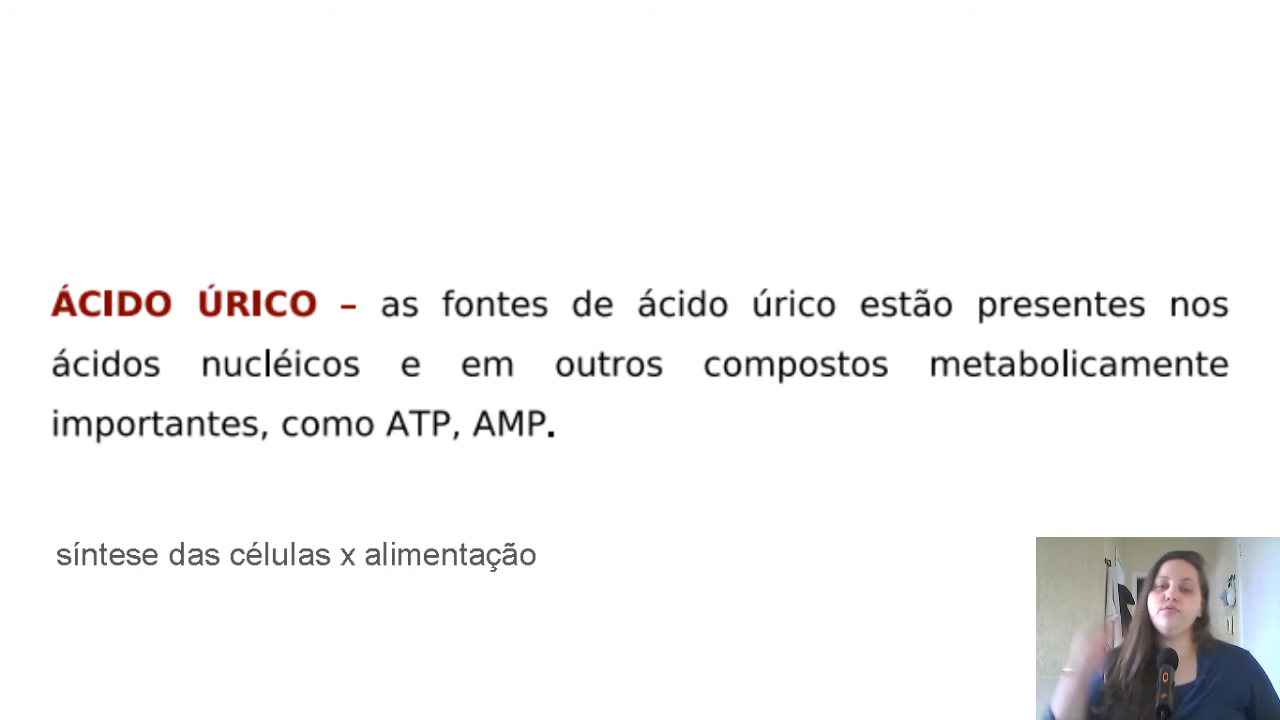 ÁCIDO ÚRICO – as fontes de ácido úrico estão presentes nos
ácidos nucléicos e em outros compostos metabolicamente
importantes, como ATP, AMP.
síntese das células x alimentação